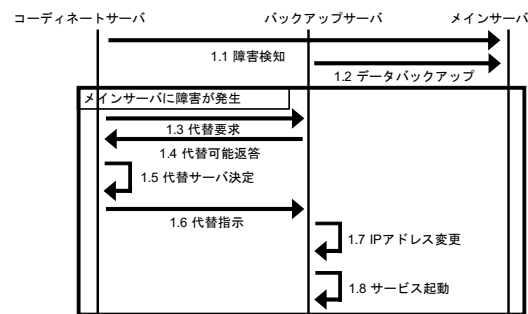 コーディネートサーバ
バックアップサーバ
メインサーバ
1.1 障害検知
1.2 データバックアップ
メインサーバに障害が発生
1.3 代替要求
1.4 代替可能返答
1.5 代替サーバ決定
1.6 代替指示
1.7 IPアドレス変更
1.8 サービス起動